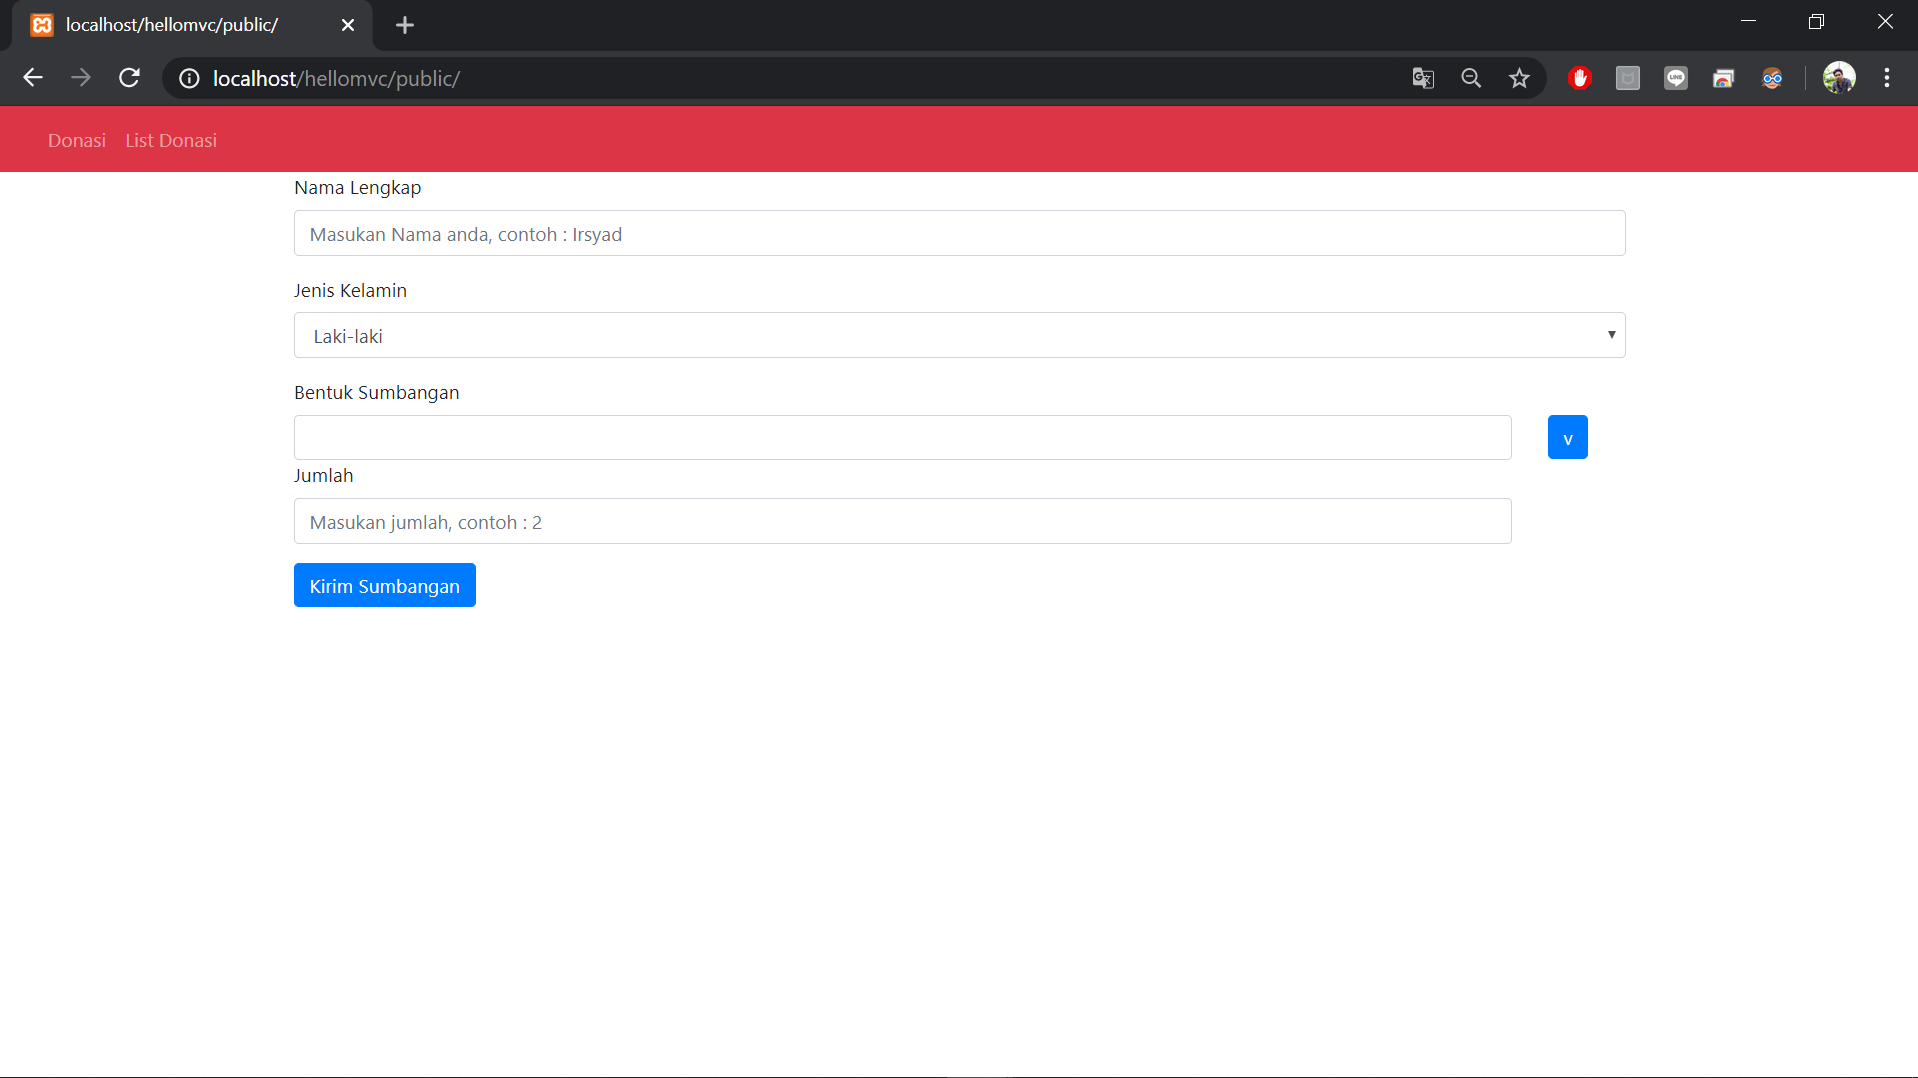 localhost/hellomvc/public/
localhost/hellomvc/public/
Donasi List Donasi
Nama Lengkap
Masukan Nama anda, contoh : Irsyad
Jenis Kelamin
Laki-laki
Bentuk Sumbangan
v
Jumlah
Masukan jumlah, contoh : 2
Kirim Sumbangan